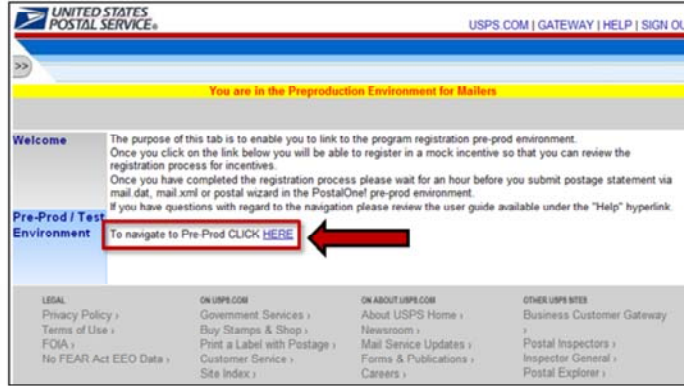 UNITED STATES
POSTAL SERVICE®
USPS.COM | GATEWAY | HELP | SIGN OU
>>
You are in the Preproduction Environment for Mailers
Welcome
The purpose of this tab is to enable you to link to the program registration pre-prod environment.
Once you click on the link below you will be able to register in a mock incentive so that you can review the
registration process for incentives.
Once you have completed the registration process please wait for an hour before you submit postage statement via
mail.dat, mail.xml or postal wizard in the PostalOne! pre-prod environment.
If you have questions with regard to the navigation please review the user guide available under the "Help" hyperlink.
Pre-Prod / Test
Environment
To navigate to Pre-Prod CLICK HERE
LEGAL
Privacy Policy ›
Terms of Use ›
FOIA ›
No FEAR Act EEO Data ›
ON USPS.COM
Government Services ›
Buy Stamps & Shop ›
Print a Label with Postage ›
Customer Service ›
Site Index ›
ON ABOUT.USPS.COM
About USPS Home ›
Newsroom ›
Mail Service Updates ›
Forms & Publications ›
Careers ›
OTHER USPS SITES
Business Customer Gateway
›
Postal Inspectors ›
Inspector General ›
Postal Explorer ›